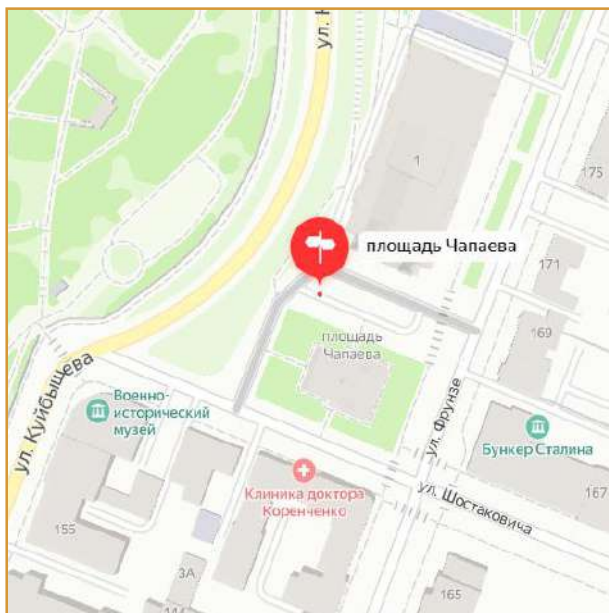 1
175
площадь Чапаева
171
169
площадь
Чапаева
ул. Куйбышева
Военно-
исторический
музей
ул. Фрунзе
Бункер Сталина
Клиника доктора
Коренченко
ул. Шостаковича
167
155
3А
165